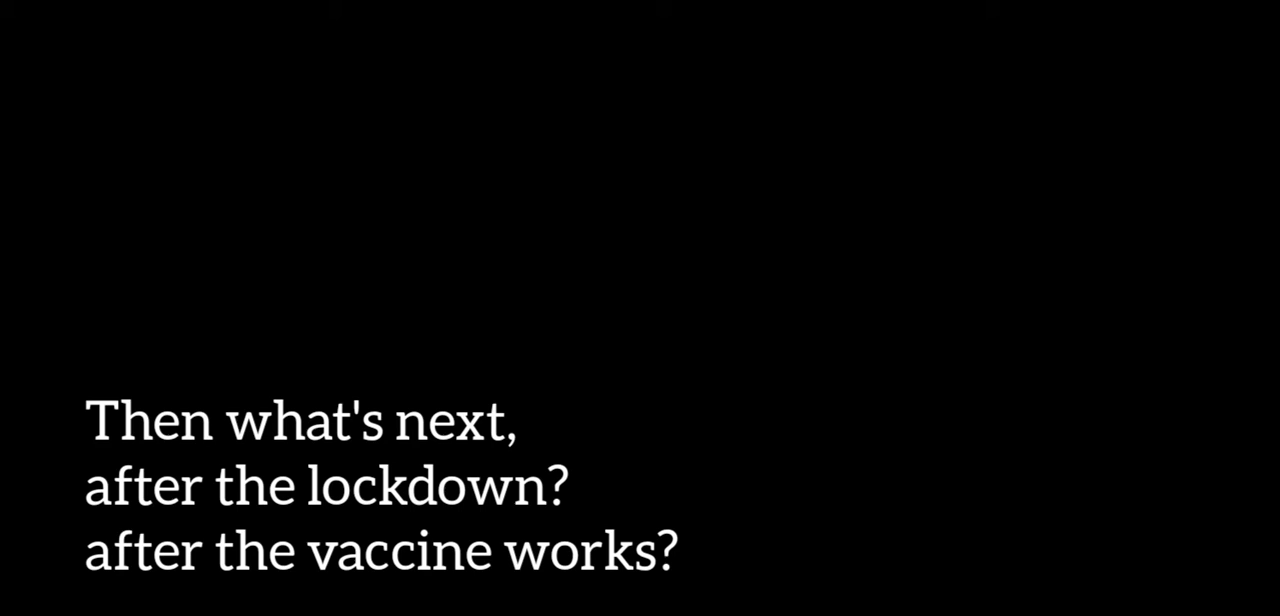 Then what's next,
after the lockdown?
after the vaccine works?